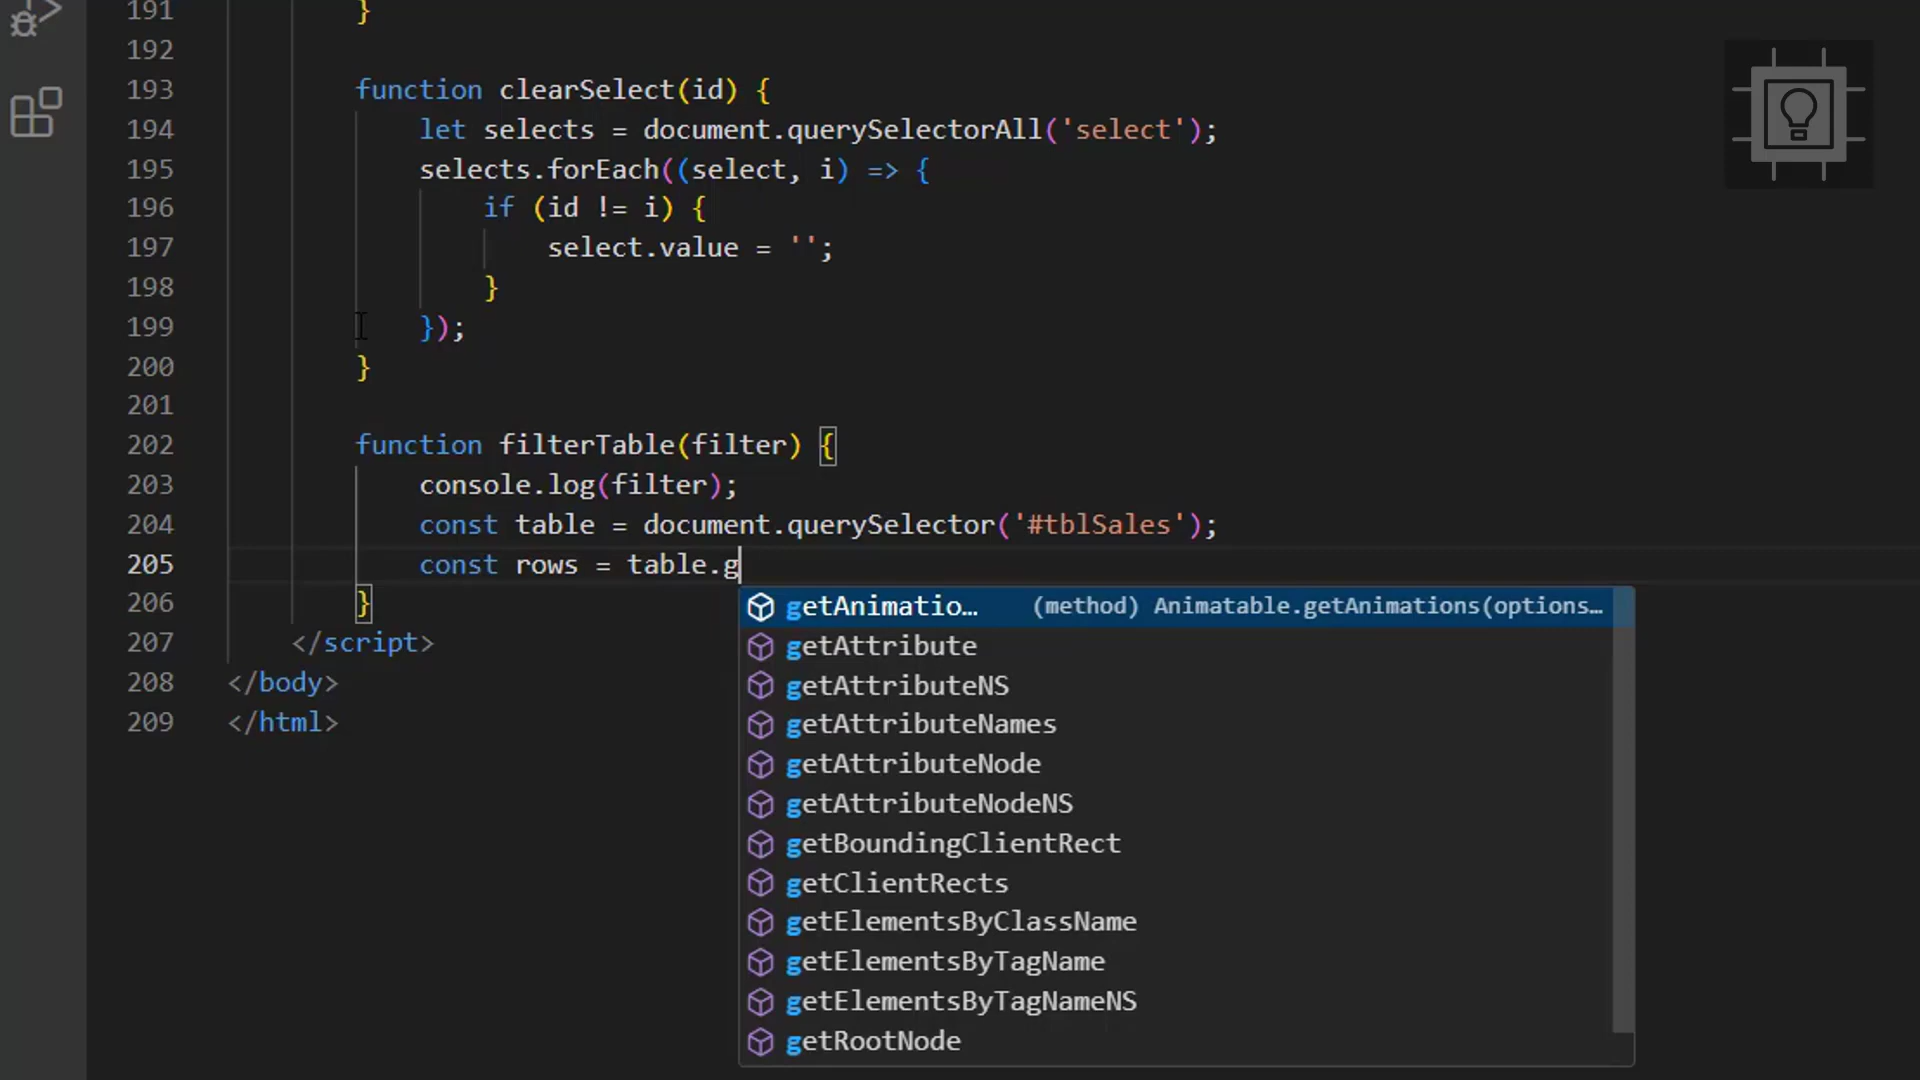 191 }
192
193 function clearSelect(id) {
194 let selects = document.querySelectorAll('select');
195 selects.forEach((select, i) => {
196 if (id != i) {
197 select.value = '';
198 }
199 });
200 }
201
202 function filterTable(filter) {
203 console.log(filter);
204 const table = document.querySelector('#tblSales');
205 const rows = table.g
206 }
getAnimatio… (method) Animatable.getAnimations(options…
getAttribute
207 </script>
getAttributeNS
208 </body>
getAttributeNames
209 </html>
getAttributeNode
getAttributeNodeNS
getBoundingClientRect
getClientRects
getElementsByClassName
getElementsByTagName
getElementsByTagNameNS
getRootNode